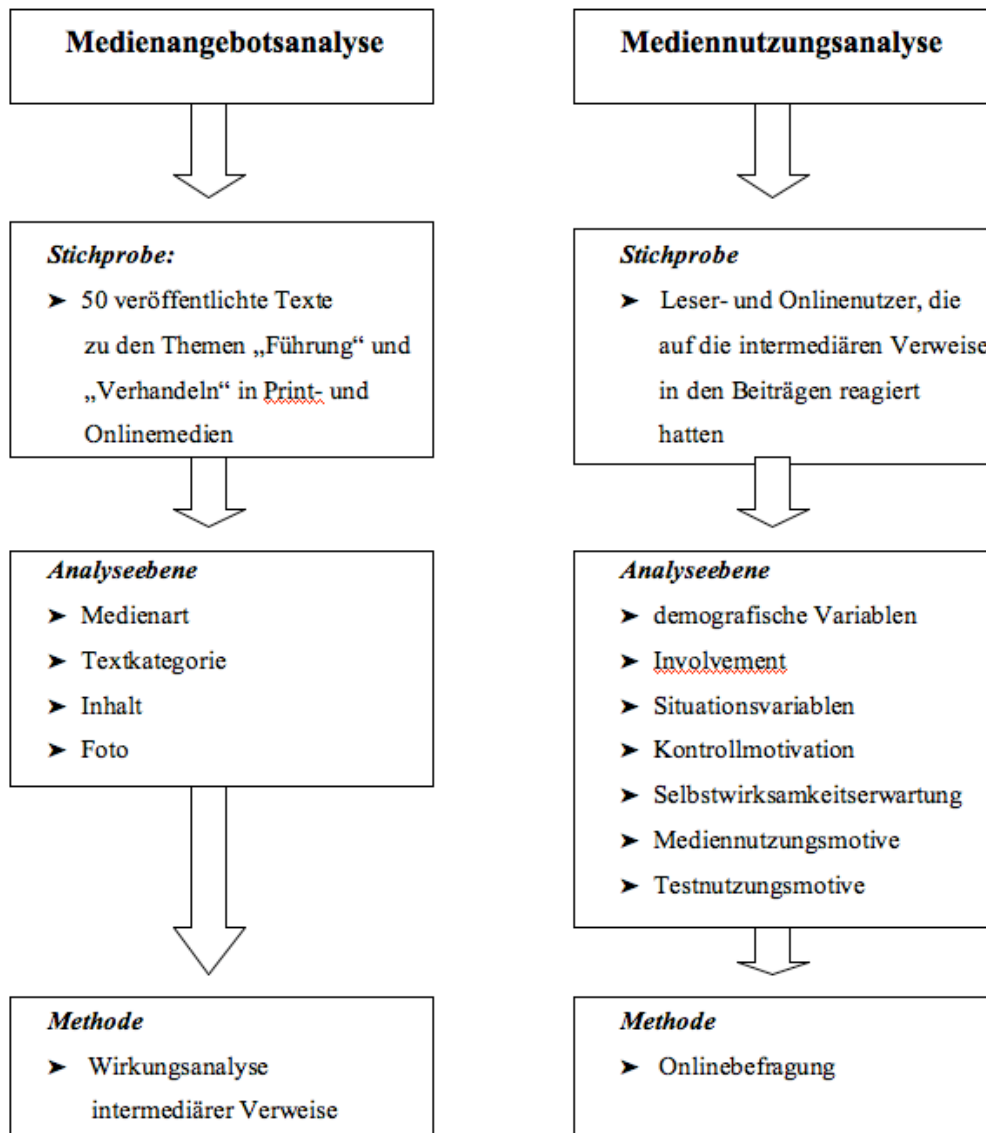 Medienangebotsanalyse
Stichprobe:
➤ 50 veröffentlichte Texte
zu den Themen „Führung“ und
„Verhandeln“ in Print- und
Onlinemedien
Analyseebene
➤ Medienart
➤ Textkategorie
➤ Inhalt
➤ Foto
Methode
➤ Wirkungsanalyse
intermediärer Verweise
Mediennutzungsanalyse
Stichprobe
➤ Leser- und Onlinenutzer, die
auf die intermediären Verweise
in den Beiträgen reagiert
hatten
Analyseebene
➤ demografische Variablen
➤ Involvement
➤ Situationsvariablen
➤ Kontrollmotivation
➤ Selbstwirksamkeitserwartung
➤ Mediennutzungsmotive
➤ Testnutzungsmotive
Methode
➤ Onlinebefragung